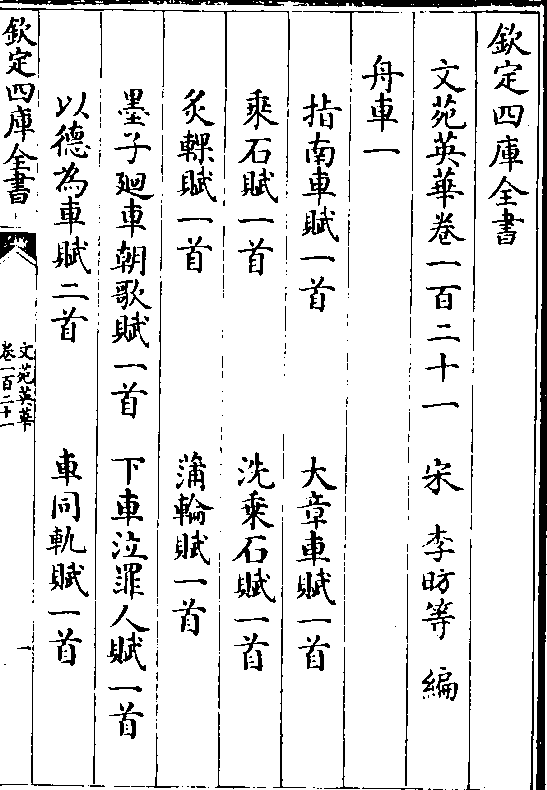 欽定四庫全書
文苑英華卷一百二十一　宋　李昉等　編
舟車一
指南車賦一首　大章車賦一首
乘石賦一首　洗乘石賦一首
炙輠賦一首　蒲輪賦一首
墨子廻車朝歌賦一首　下車泣罪人賦一首
以德為車賦二首　車同軌賦一首
欽定四庫全書
文苑英華
卷一百二十一
一